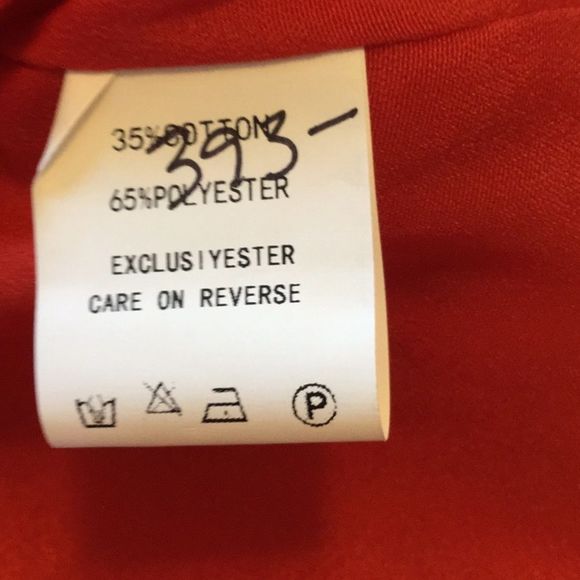 35%COTTON
393-
65%POLYESTER
EXCLUSIYESTER
CARE ON REVERSE
P